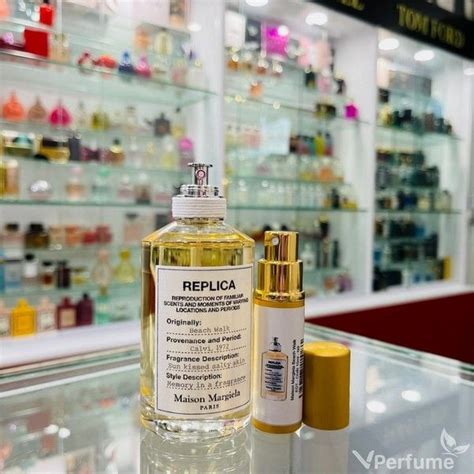 TOM FORD
REPLICA
REPRODUCTION OF FAMILIAR
SCENTS AND MOMENTS OF VARYING
LOCATIONS AND PERIODS
Originally:
Beach Walk
Provenance and Period:
Calvi, 1972
Fragrance Description:
Sun kissed salty skin
Style Description:
Memory in a fragrance
Maison Margiela
PARIS
VPerfume